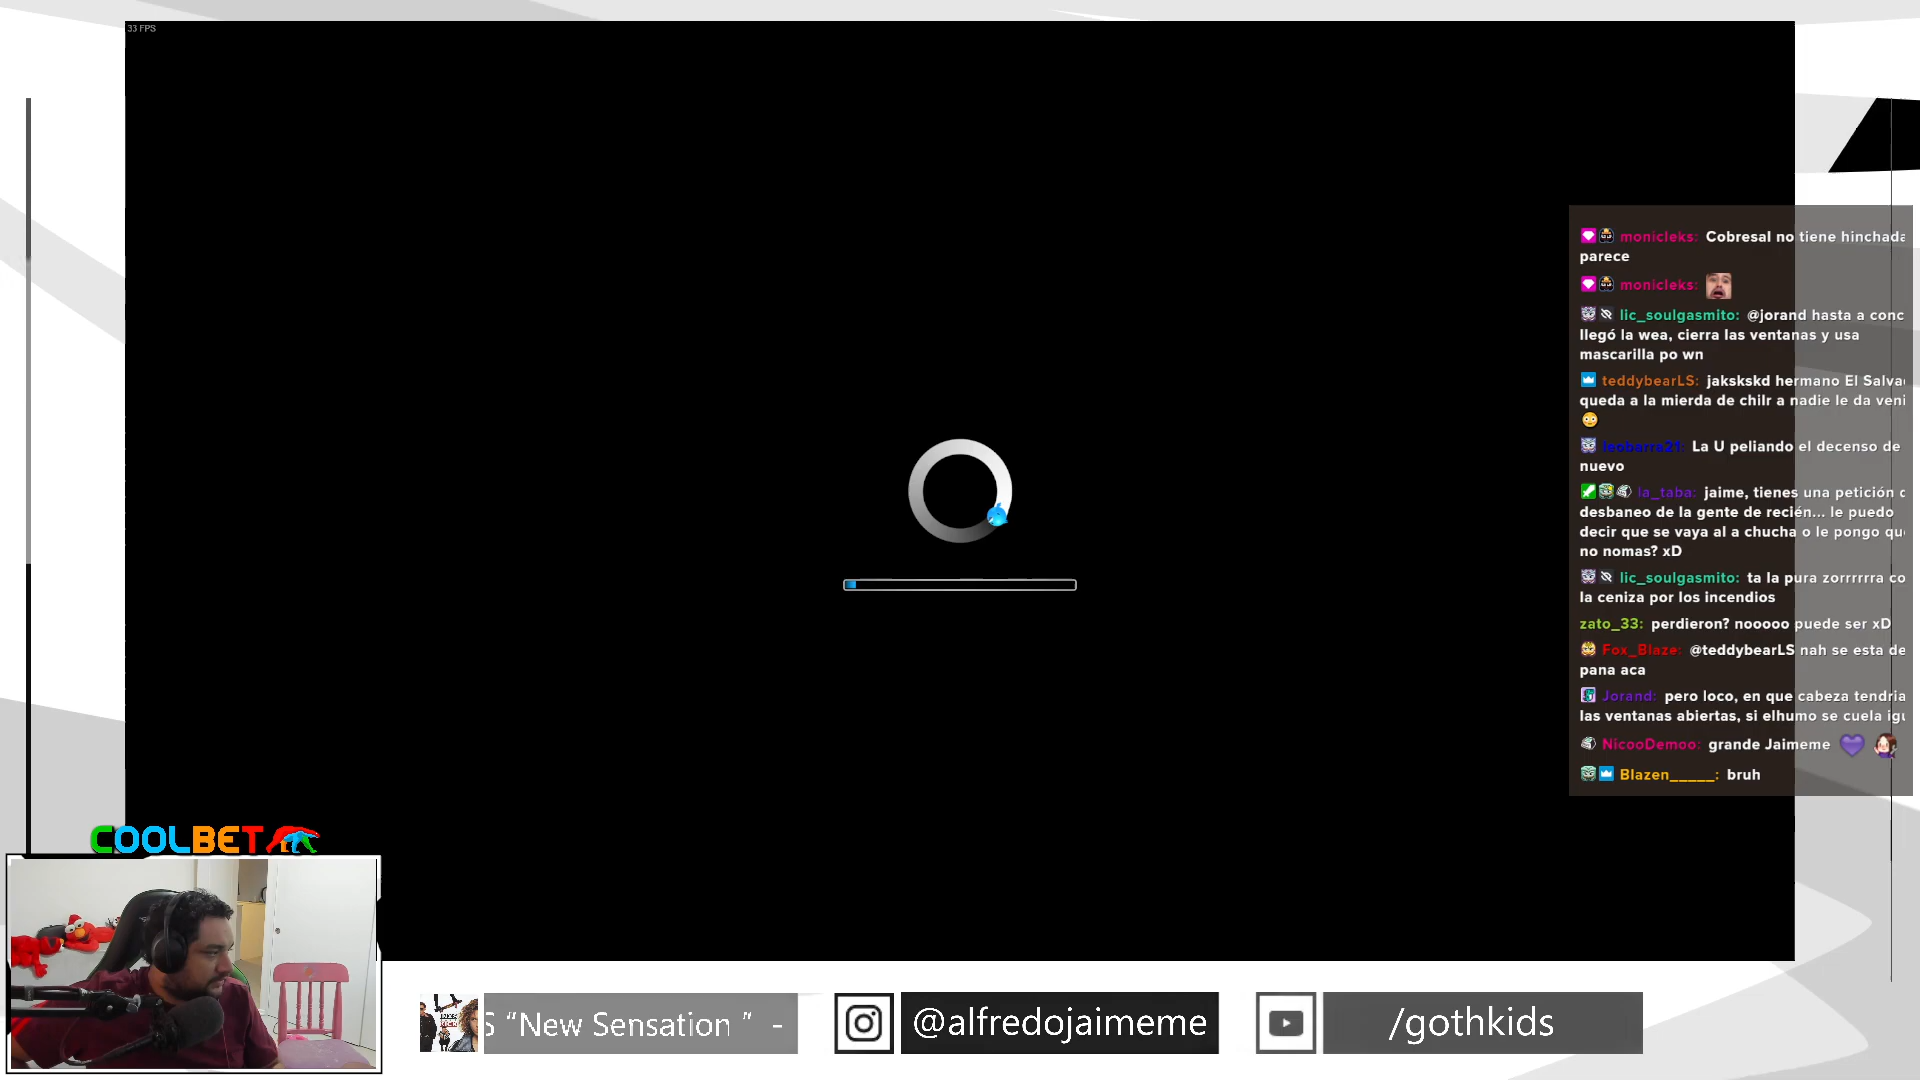 33 FPS
monicleks: Cobresal no tiene hinchada
parece
monicleks:
lic_soulgasmito: @jorand hasta a conc
llegó la wea, cierra las ventanas y usa
mascarilla po wn
teddybearLS: jakskskd hermano El Salva
queda a la mierda de chilr a nadie le da veni
leobarra21: La U peliando el decenso de
nuevo
la_taba: jaime, tienes una petición d
desbaneo de la gente de recién... le puedo
decir que se vaya al a chucha o le pongo qu
no nomas? xD
lic_soulgasmito: ta la pura zorrrrrra co
la ceniza por los incendios
zato_33: perdieron? nooooo puede ser xD
Fox_Blaze: @teddybearLS nah se esta de
pana aca
Jorand: pero loco, en que cabeza tendria
las ventanas abiertas, si elhumo se cuela igu
NicooDemoo: grande Jaimeme
Blazen_____: bruh
COOLBET
S “New Sensation ” -
@alfredojaimeme
/gothkids